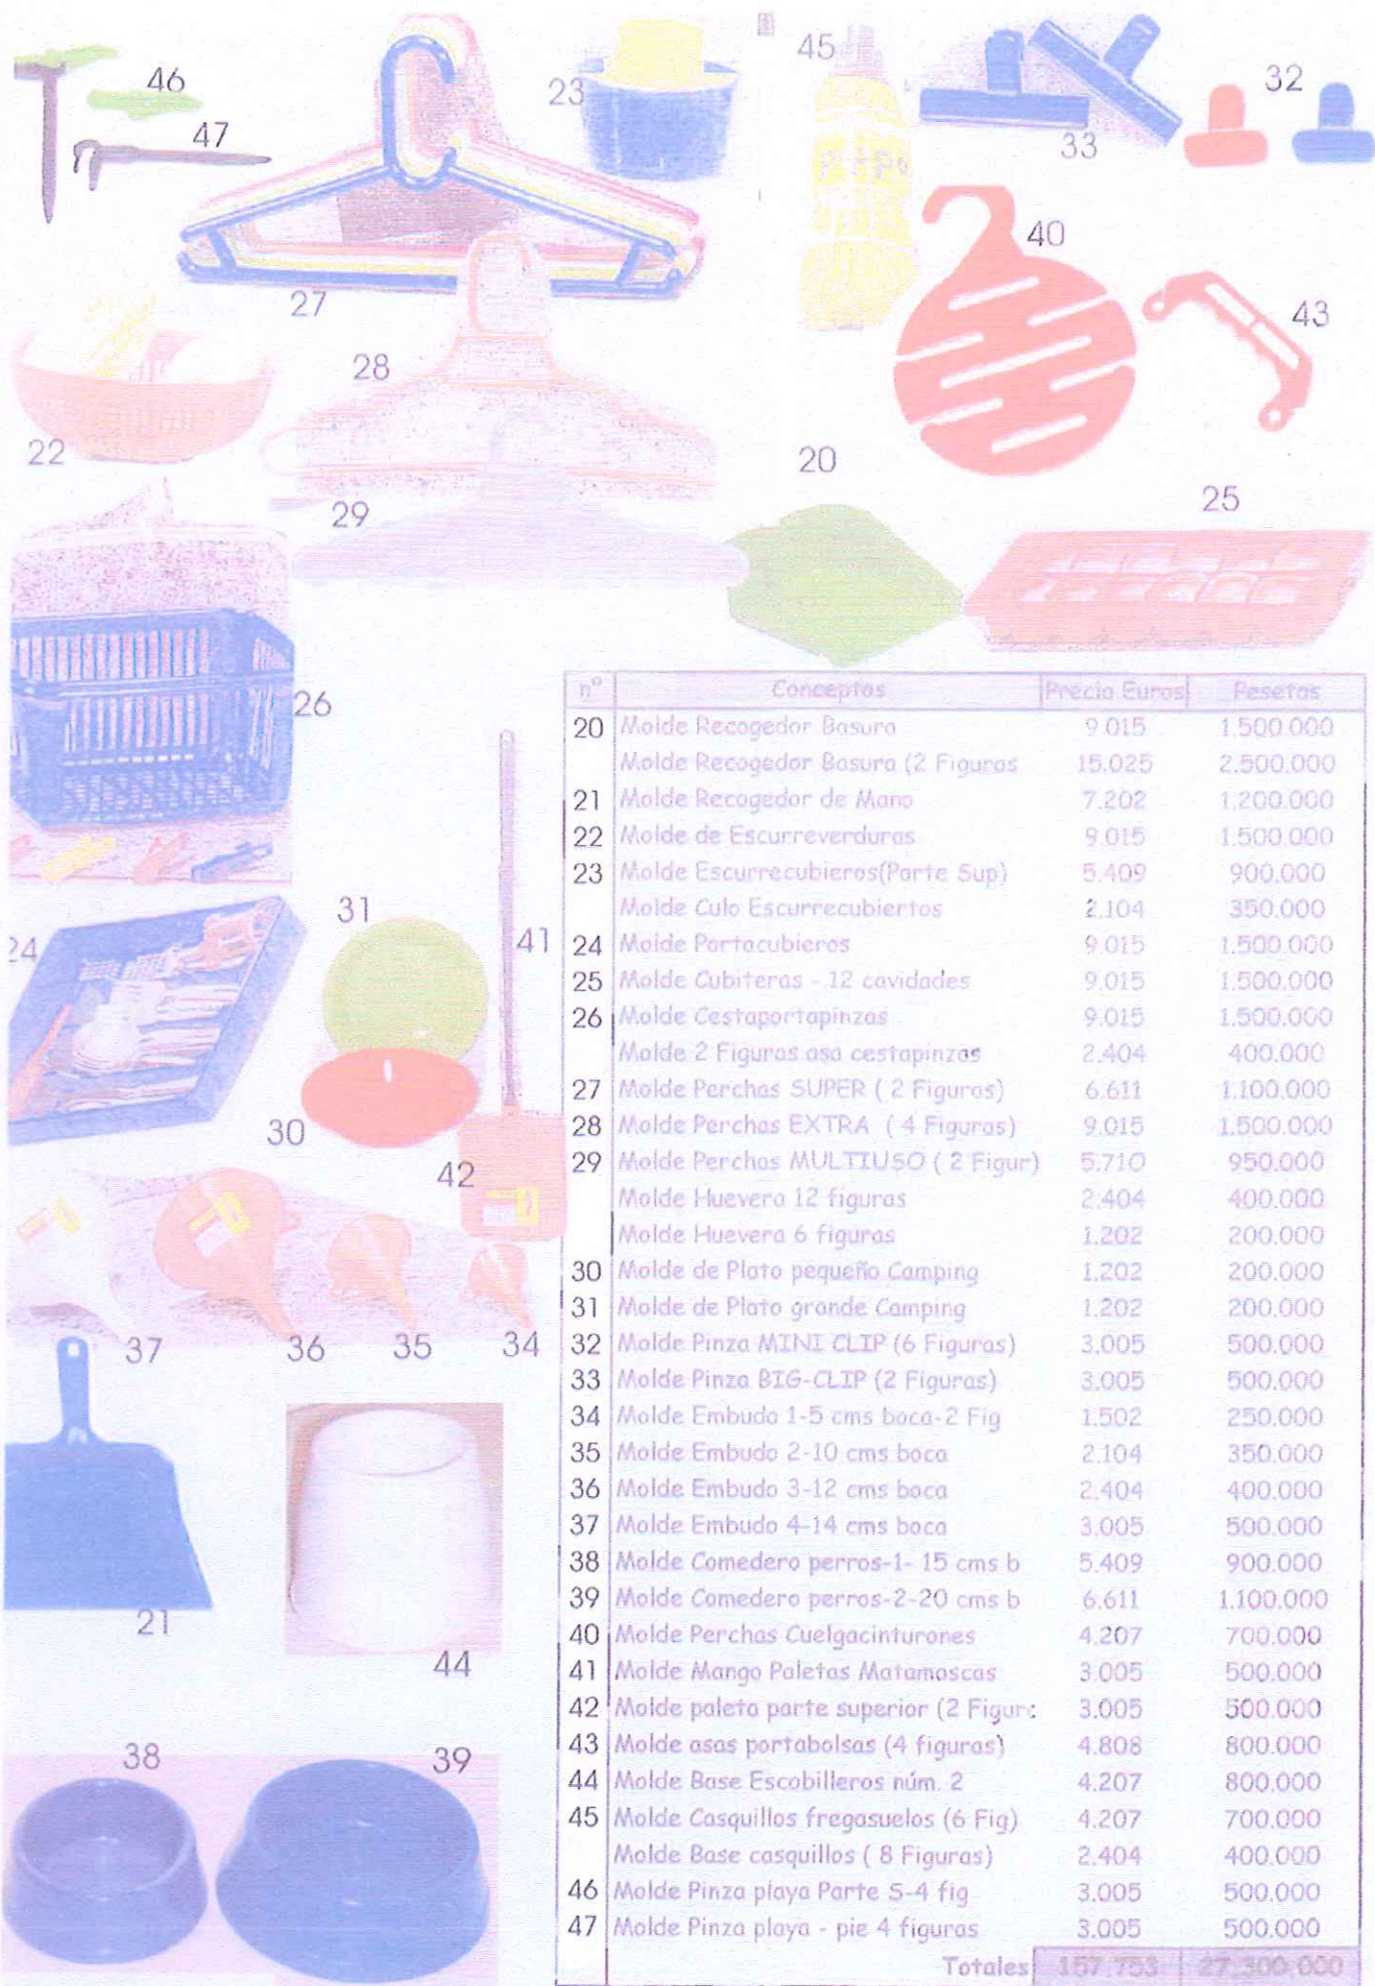 46
47
27
23
45
33
32
40
43
28
22
29
20
25
26
24
31
41
30
42
37
36
35
34
21
44
38
39
nº Conceptos Precio Euros Pesetas
20 Molde Recogedor Basura 9.015 1.500.000
Molde Recogedor Basura (2 Figuras 15.025 2.500.000
21 Molde Recogedor de Mano 7.202 1.200.000
22 Molde de Escurreverduras 9.015 1.500.000
23 Molde Escurrecubieros(Parte Sup) 5.409 900.000
Molde Culo Escurrecubiertos 2.104 350.000
24 Molde Portacubieros 9.015 1.500.000
25 Molde Cubiteras - 12 cavidades 9.015 1.500.000
26 Molde Cestaportapinzas 9.015 1.500.000
Molde 2 Figuras asa cestapinzas 2.404 400.000
27 Molde Perchas SUPER ( 2 Figuras) 6.611 1.100.000
28 Molde Perchas EXTRA ( 4 Figuras) 9.015 1.500.000
29 Molde Perchas MULTIUSO ( 2 Figur) 5.710 950.000
Molde Huevera 12 figuras 2.404 400.000
Molde Huevera 6 figuras 1.202 200.000
30 Molde de Plato pequeño Camping 1.202 200.000
31 Molde de Plato grande Camping 1.202 200.000
32 Molde Pinza MINI CLIP (6 Figuras) 3.005 500.000
33 Molde Pinza BIG-CLIP (2 Figuras) 3.005 500.000
34 Molde Embudo 1-5 cms boca-2 Fig 1.502 250.000
35 Molde Embudo 2-10 cms boca 2.104 350.000
36 Molde Embudo 3-12 cms boca 2.404 400.000
37 Molde Embudo 4-14 cms boca 3.005 500.000
38 Molde Comedero perros-1- 15 cms b 5.409 900.000
39 Molde Comedero perros-2-20 cms b 6.611 1.100.000
40 Molde Perchas Cuelgacinturones 4.207 700.000
41 Molde Mango Paletas Matamoscas 3.005 500.000
42 Molde paleta parte superior (2 Figura 3.005 500.000
43 Molde asas portabolsas (4 figuras) 4.808 800.000
44 Molde Base Escobilleros núm. 2 4.207 800.000
45 Molde Casquillos fregasuelos (6 Fig) 4.207 700.000
Molde Base casquillos ( 8 Figuras) 2.404 400.000
46 Molde Pinza playa Parte S-4 fig 3.005 500.000
47 Molde Pinza playa - pie 4 figuras 3.005 500.000
Totales 157.753 27.300.000